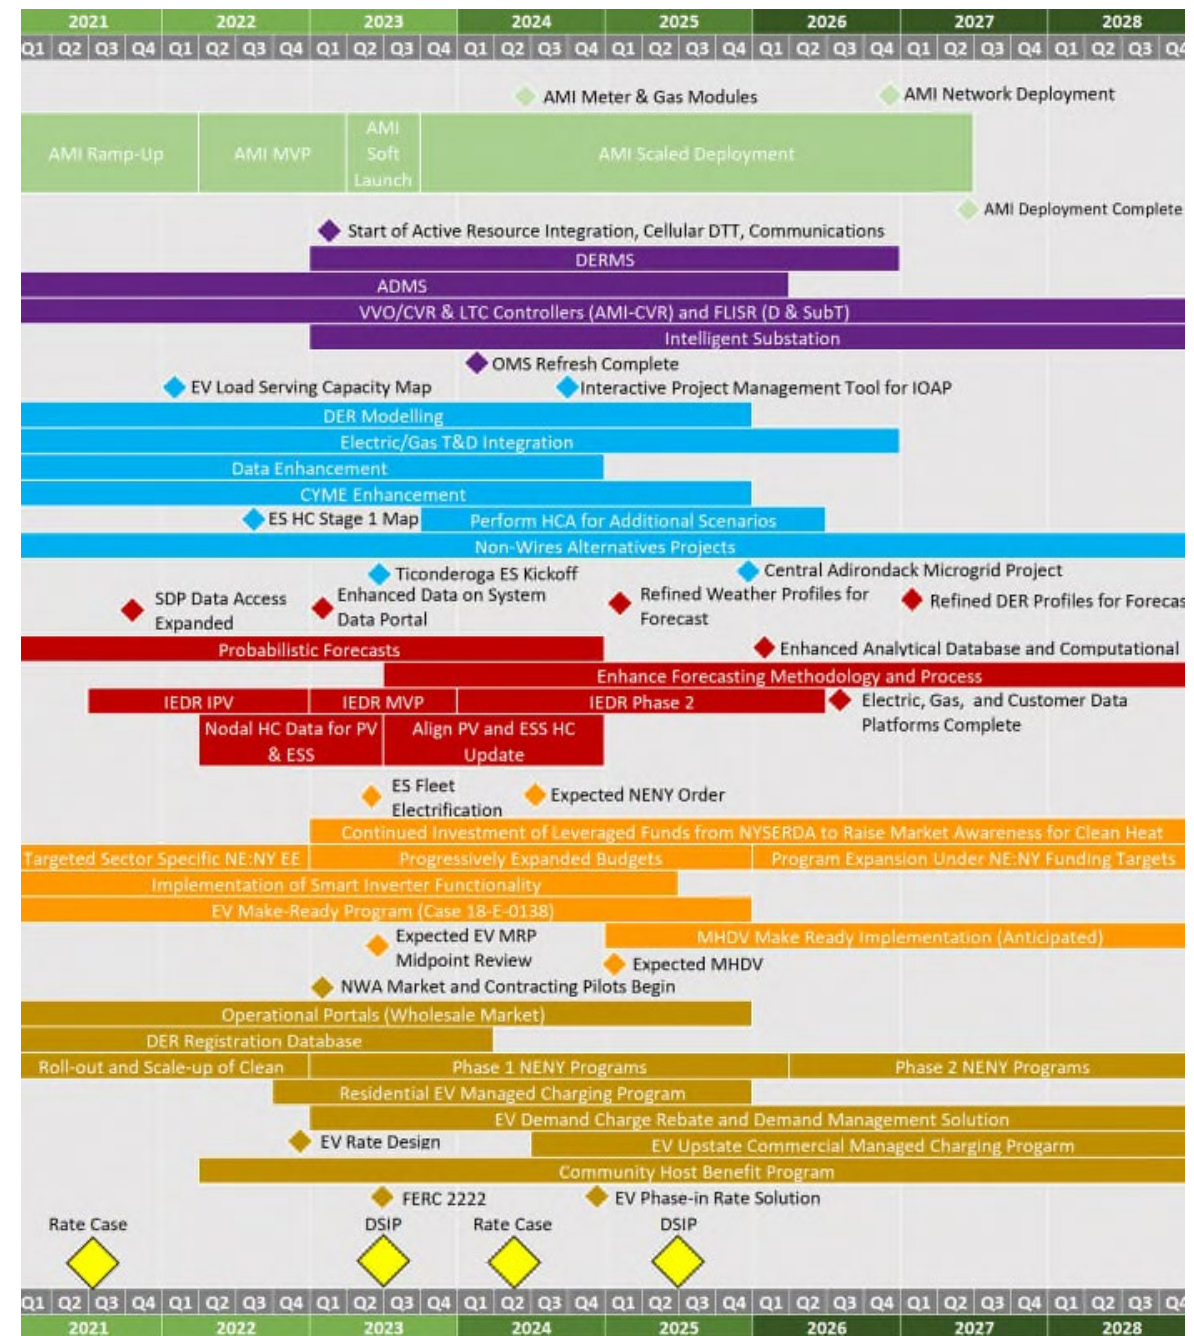 2021 2022 2023 2024 2025 2026 2027 2028
Q1 Q2 Q3 Q4 Q1 Q2 Q3 Q4 Q1 Q2 Q3 Q4 Q1 Q2 Q3 Q4 Q1 Q2 Q3 Q4 Q1 Q2 Q3 Q4 Q1 Q2 Q3 Q4 Q1 Q2 Q3 Q4
AMI Meter & Gas Modules
AMI Network Deployment
AMI Ramp-Up
AMI MVP
AMI
Soft
Launch
AMI Scaled Deployment
AMI Deployment Complete
Start of Active Resource Integration, Cellular DTT, Communications
DERMS
ADMS
VVO/CVR & LTC Controllers (AMI-CVR) and FLISR (D & SubT)
Intelligent Substation
OMS Refresh Complete
EV Load Serving Capacity Map
Interactive Project Management Tool for IOAP
DER Modelling
Electric/Gas T&D Integration
Data Enhancement
CYME Enhancement
ES HC Stage 1 Map
Perform HCA for Additional Scenarios
Non-Wires Alternatives Projects
Ticonderoga ES Kickoff
Central Adirondack Microgrid Project
SDP Data Access
Expanded
Enhanced Data on System
Data Portal
Refined Weather Profiles for
Forecast
Refined DER Profiles for Forecas
Probabilistic Forecasts
Enhanced Analytical Database and Computational
Enhance Forecasting Methodology and Process
IEDR IPV
IEDR MVP
IEDR Phase 2
Electric, Gas, and Customer Data
Platforms Complete
Nodal HC Data for PV
& ESS
Align PV and ESS HC
Update
ES Fleet
Electrification
Expected NENY Order
Continued Investment of Leveraged Funds from NYSERDA to Raise Market Awareness for Clean Heat
Targeted Sector Specific NE:NY EE
Progressively Expanded Budgets
Program Expansion Under NE:NY Funding Targets
Implementation of Smart Inverter Functionality
EV Make-Ready Program (Case 18-E-0138)
Expected EV MRP
Midpoint Review
MHDV Make Ready Implementation (Anticipated)
Expected MHDV
NWA Market and Contracting Pilots Begin
Operational Portals (Wholesale Market)
DER Registration Database
Roll-out and Scale-up of Clean
Phase 1 NENY Programs
Phase 2 NENY Programs
Residential EV Managed Charging Program
EV Demand Charge Rebate and Demand Management Solution
EV Rate Design
EV Upstate Commercial Managed Charging Progarm
Community Host Benefit Program
FERC 2222
EV Phase-in Rate Solution
Rate Case
DSIP
Rate Case
DSIP
Q1 Q2 Q3 Q4 Q1 Q2 Q3 Q4 Q1 Q2 Q3 Q4 Q1 Q2 Q3 Q4 Q1 Q2 Q3 Q4 Q1 Q2 Q3 Q4 Q1 Q2 Q3 Q4 Q1 Q2 Q3 Q4
2021 2022 2023 2024 2025 2026 2027 2028